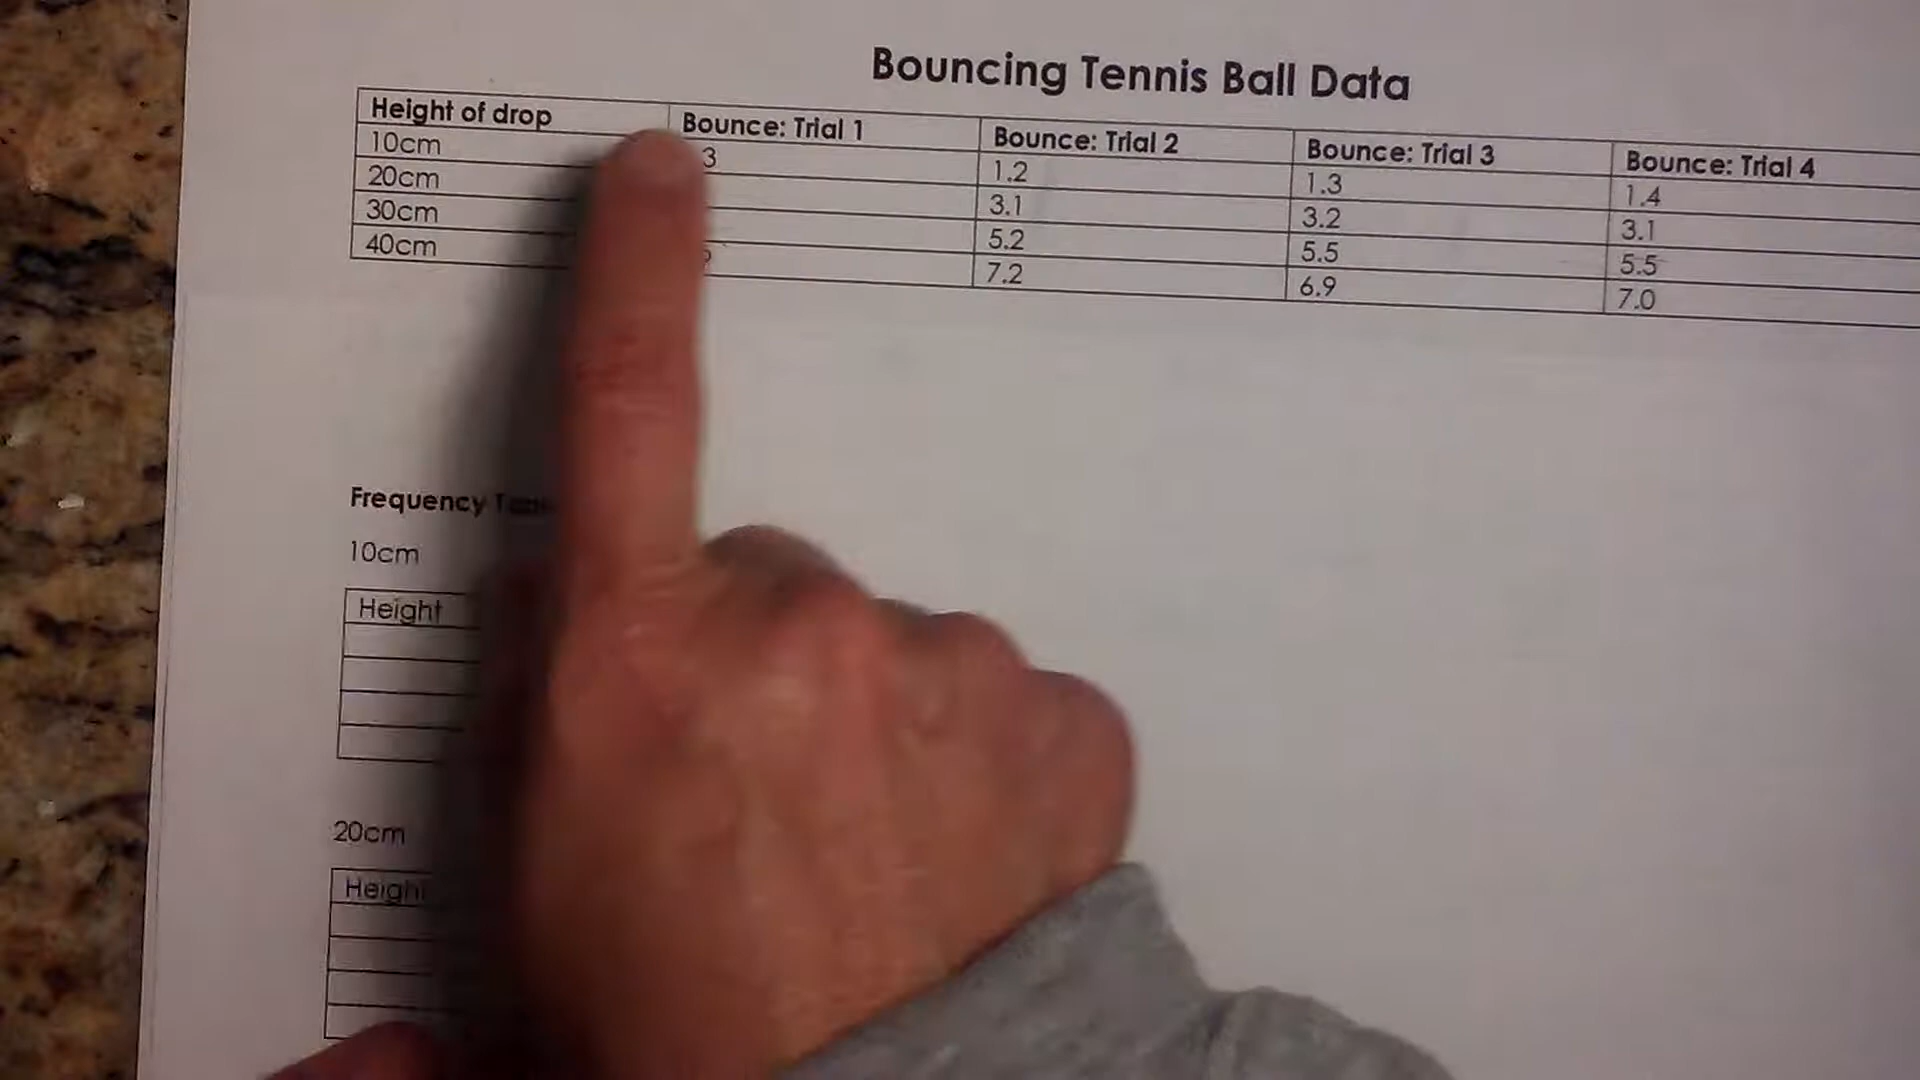 Bouncing Tennis Ball Data
Height of drop Bounce: Trial 1 Bounce: Trial 2 Bounce: Trial 3 Bounce: Trial 4
10cm 3 1.2 1.3 1.4
20cm 3.1 3.2 3.1
30cm 5.2 5.5 5.5
40cm 7.2 6.9 7.0
Frequency
10cm
Height
20cm
Height